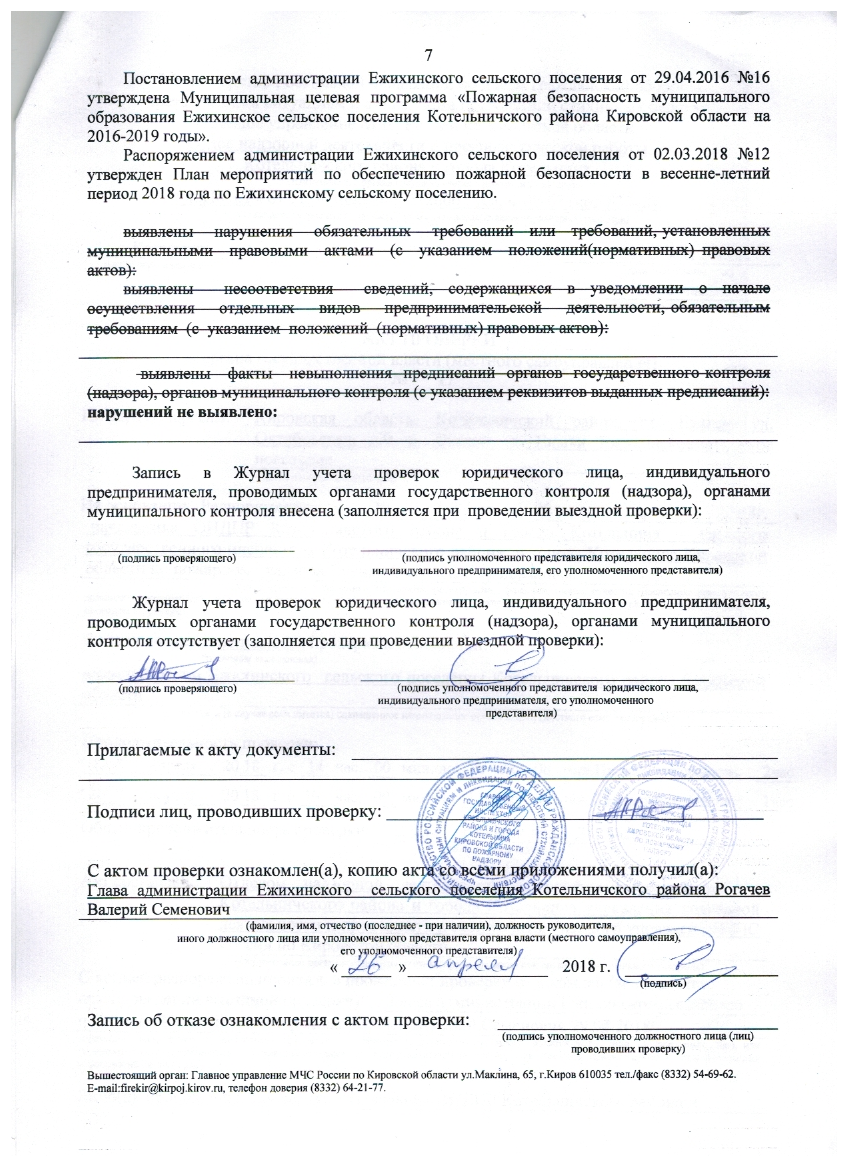 7
Постановлением администрации Ежихинского сельского поселения от 29.04.2016 №16
утверждена Муниципальная целевая программа «Пожарная безопасность муниципального
образования Ежихинское сельское поселения Котельничского района Кировской области на
2016-2019 годы».
Распоряжением администрации Ежихинского сельского поселения от 02.03.2018 №12
утвержден План мероприятий по обеспечению пожарной безопасности в весенне-летний
период 2018 года по Ежихинскому сельскому поселению.
выявлены нарушения обязательных требований или требований, установленных
муниципальными правовыми актами (с указанием положений(нормативных) правовых
актов):
выявлены несоответствия сведений, содержащихся в уведомлении о начале
осуществления отдельных видов предпринимательской деятельности, обязательным
требованиям (с указанием положений (нормативных) правовых актов):
выявлены факты невыполнения предписаний органов государственного контроля
(надзора), органов муниципального контроля (с указанием реквизитов выданных предписаний):
нарушений не выявлено:
Запись в Журнал учета проверок юридического лица, индивидуального
предпринимателя, проводимых органами государственного контроля (надзора), органами
муниципального контроля внесена (заполняется при проведении выездной проверки):
(подпись проверяющего) (подпись уполномоченного представителя юридического лица,
индивидуального предпринимателя, его уполномоченного представителя)
Журнал учета проверок юридического лица, индивидуального предпринимателя,
проводимых органами государственного контроля (надзора), органами муниципального
контроля отсутствует (заполняется при проведении выездной проверки):
(подпись проверяющего) (подпись уполномоченного представителя юридического лица,
индивидуального предпринимателя, его уполномоченного
представителя)
Прилагаемые к акту документы:
Подписи лиц, проводивших проверку:
ГЛАВНЫЙ
ГОСУДАРСТВЕННЫЙ
ИНСПЕКТОР
КОТЕЛЬНИЧСКОГО
РАЙОНА И ГОРОДА
КОТЕЛЬНИЧА
КИРОВСКОЙ ОБЛАСТИ
ПО ПОЖАРНОМУ
НАДЗОРУ
С актом проверки ознакомлен(а), копию акта со всеми приложениями получил(а):
Глава администрации Ежихинского сельского поселения Котельничского района Рогачев
Валерий Семенович
(фамилия, имя, отчество (последнее - при наличии), должность руководителя,
иного должностного лица или уполномоченного представителя органа власти (местного самоуправления),
его уполномоченного представителя)
« 26 » апреля 2018 г.
(подпись)
Запись об отказе ознакомления с актом проверки:
(подпись уполномоченного должностного лица (лиц)
проводивших проверку)
Вышестоящий орган: Главное управление МЧС России по Кировской области ул.Маклина, 65, г.Киров 610035 тел./факс (8332) 54-69-62.
E-mail:firekir@kirpoj.kirov.ru, телефон доверия (8332) 64-21-77.